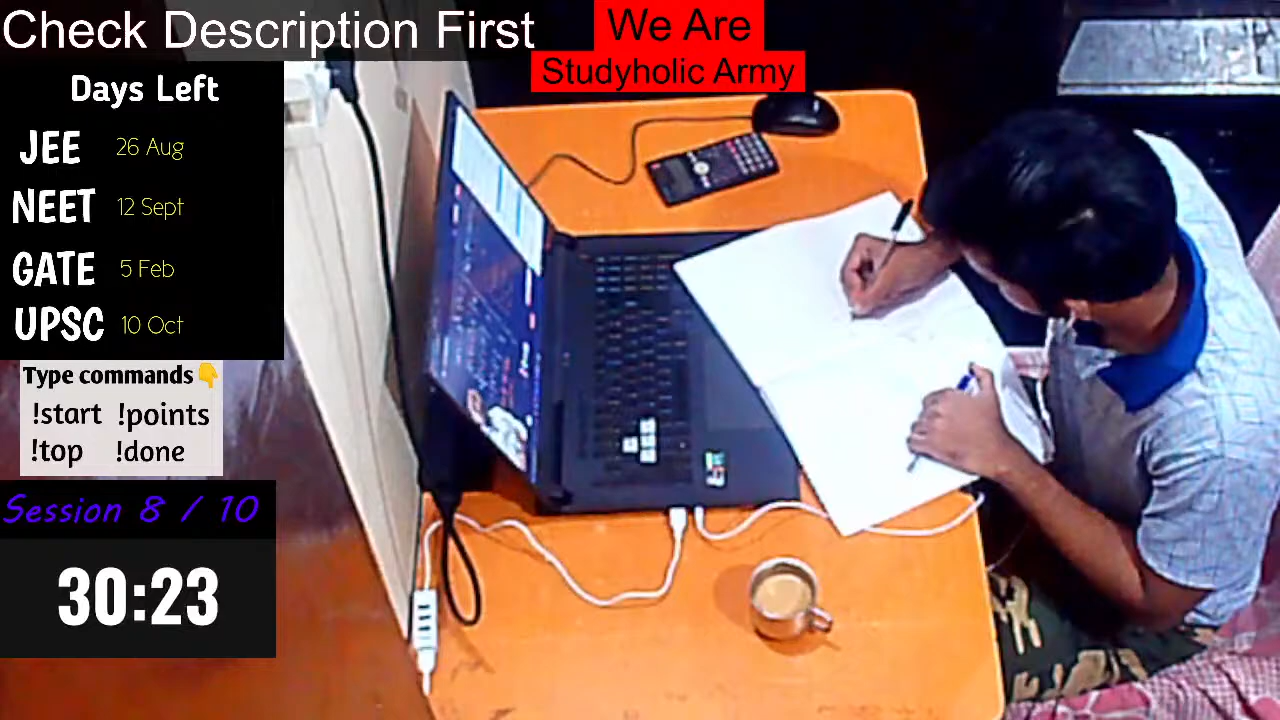 Check Description First
We Are
Studyholic Army
Days Left
JEE 26 Aug
NEET 12 Sept
GATE 5 Feb
UPSC 10 Oct
Type commands👇
!start !points
!top !done
Session 8 / 10
30:23